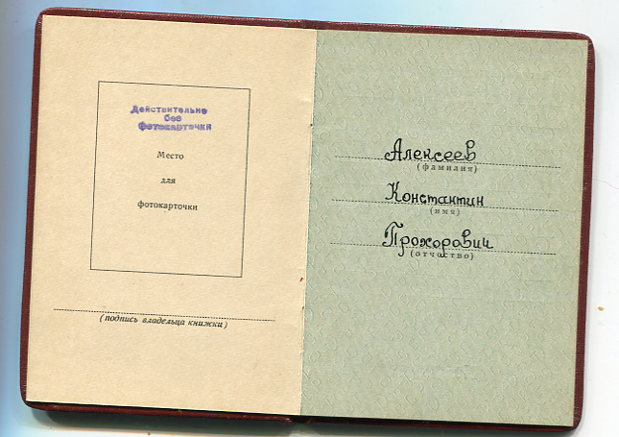 Действительно
без
фотокарточки
Место
для
фотокарточки
(подпись владельца книжки)
Алексеев
(фамилия)
Константин
(имя)
Прохорович
(отчество)